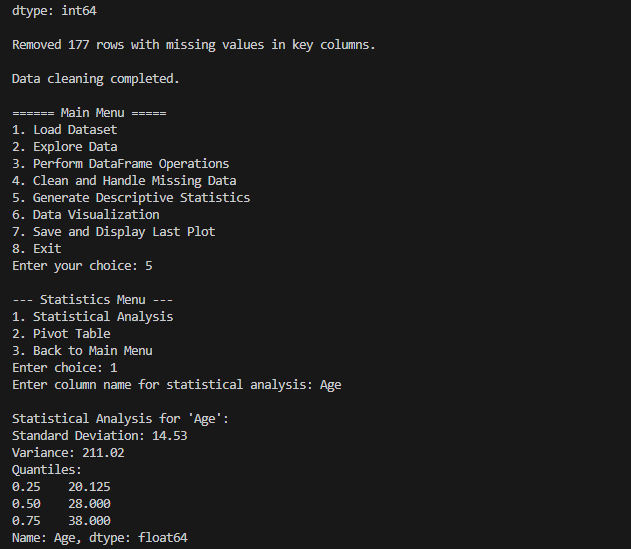 dtype: int64
Removed 177 rows with missing values in key columns.
Data cleaning completed.
====== Main Menu =====
1. Load Dataset
2. Explore Data
3. Perform DataFrame Operations
4. Clean and Handle Missing Data
5. Generate Descriptive Statistics
6. Data Visualization
7. Save and Display Last Plot
8. Exit
Enter your choice: 5
--- Statistics Menu ---
1. Statistical Analysis
2. Pivot Table
3. Back to Main Menu
Enter choice: 1
Enter column name for statistical analysis: Age
Statistical Analysis for 'Age':
Standard Deviation: 14.53
Variance: 211.02
Quantiles:
0.25    20.125
0.50    28.000
0.75    38.000
Name: Age, dtype: float64